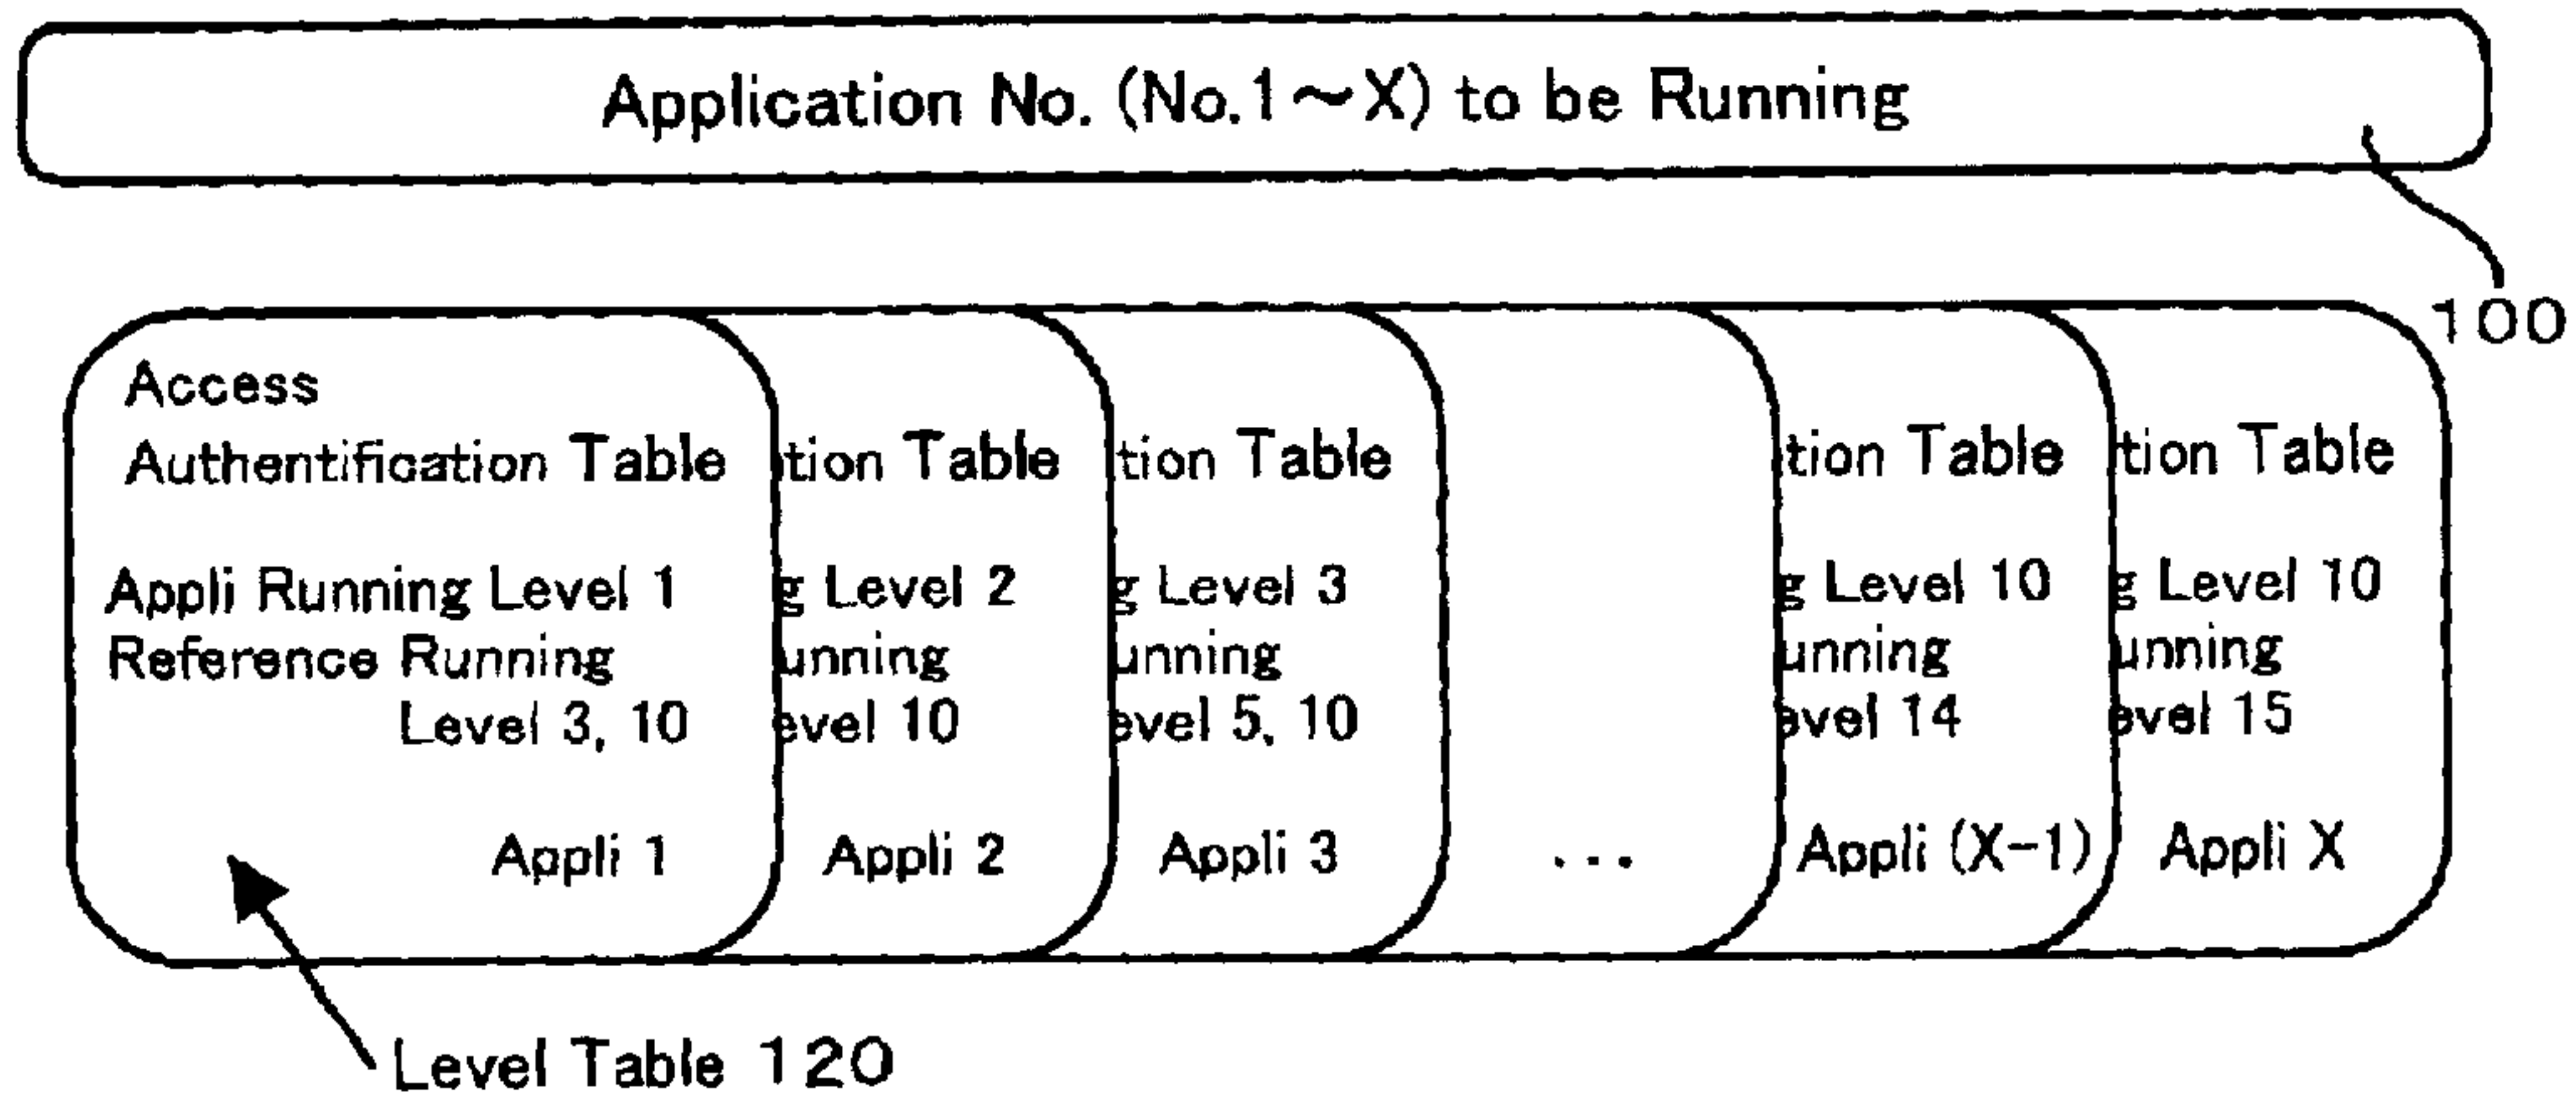 Application No. (No.1～X) to be Running
100
Access
Authentification Table tion Table tion Table tion Table tion Table
Appli Running Level 1 g Level 2 g Level 3 g Level 10 g Level 10
Reference Running unning unning unning unning
Level 3, 10 evel 10 evel 5, 10 evel 14 evel 15
Appli 1 Appli 2 Appli 3 ... Appli (X-1) Appli X
Level Table 120